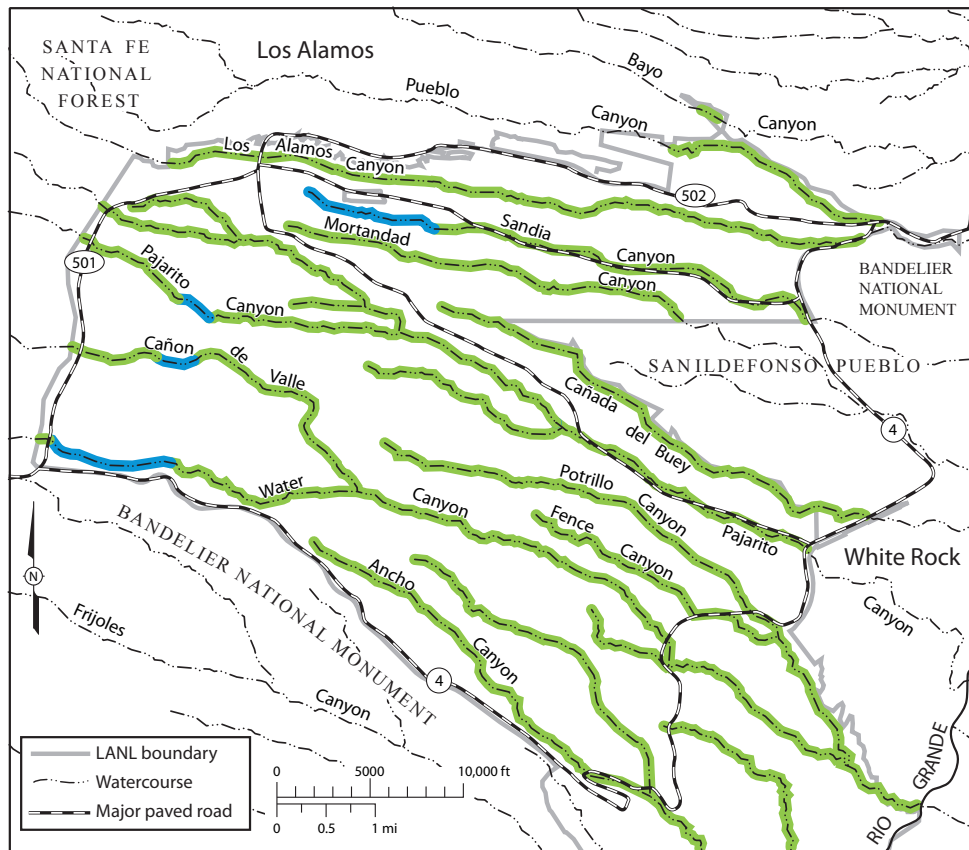 SANTA FE
NATIONAL
FOREST
Los Alamos
Bayo
Canyon
Pueblo
Canyon
Los Alamos Canyon
502
Sandia
Canyon
Mortandad
Canyon
501
Pajarito
Canyon
BANDELIER
NATIONAL
MONUMENT
SANILDEFONSO PUEBLO
Cañon de Valle
Cañada del Buey
4
Water
Canyon
Potrillo
Canyon
Fence
Canyon
Pajarito
White Rock
Canyon
Ancho
Canyon
BANDELIER NATIONAL MONUMENT
N
Frijoles
Canyon
4
RIO GRANDE
LANL boundary
Watercourse
Major paved road
0 5000 10,000 ft
0 0.5 1 mi